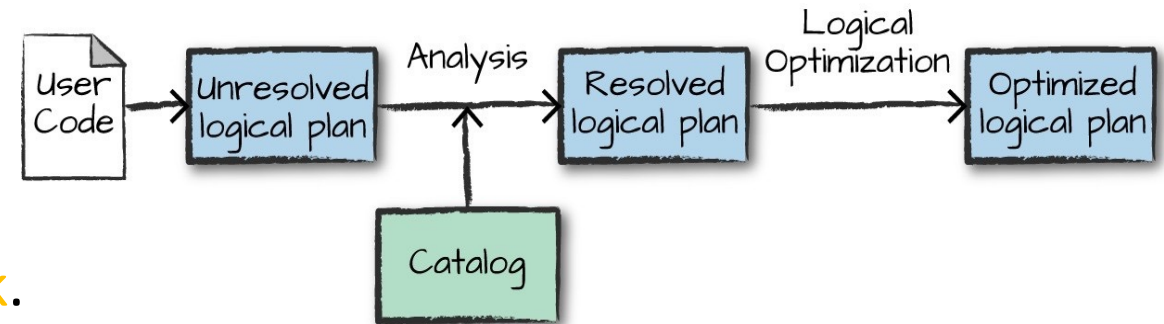 User
Code
Unresolved
logical plan
Analysis
Resolved
logical plan
Logical
Optimization
Optimized
logical plan
Catalog
.